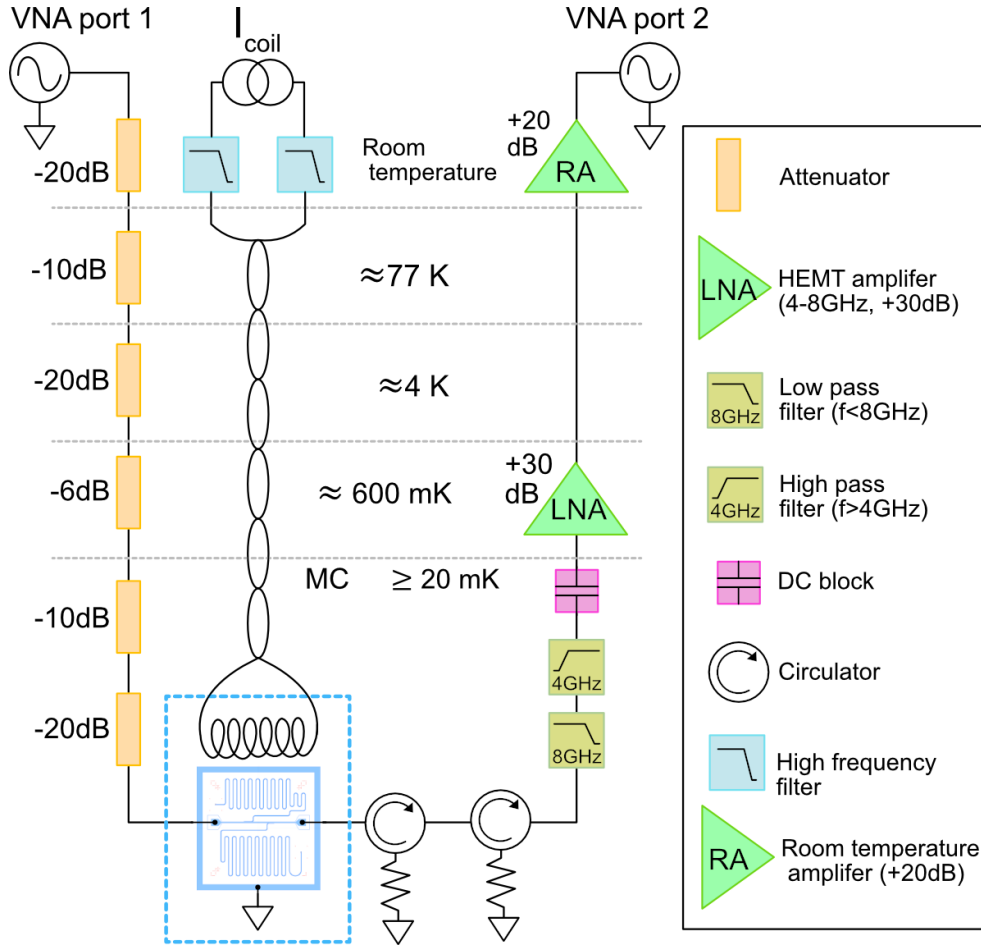 VNA port 1
I coil
VNA port 2
+20
dB
RA
Room
temperature
-20dB
-10dB
≈77 K
-20dB
≈4 K
+30
dB
LNA
-6dB
≈ 600 mK
MC ≥ 20 mK
-10dB
4GHz
-20dB
8GHz
Attenuator
LNA
HEMT amplifer
(4-8GHz, +30dB)
8GHz
Low pass
filter (f<8GHz)
4GHz
High pass
filter (f>4GHz)
DC block
Circulator
High frequency
filter
RA
Room temperature
amplifer (+20dB)